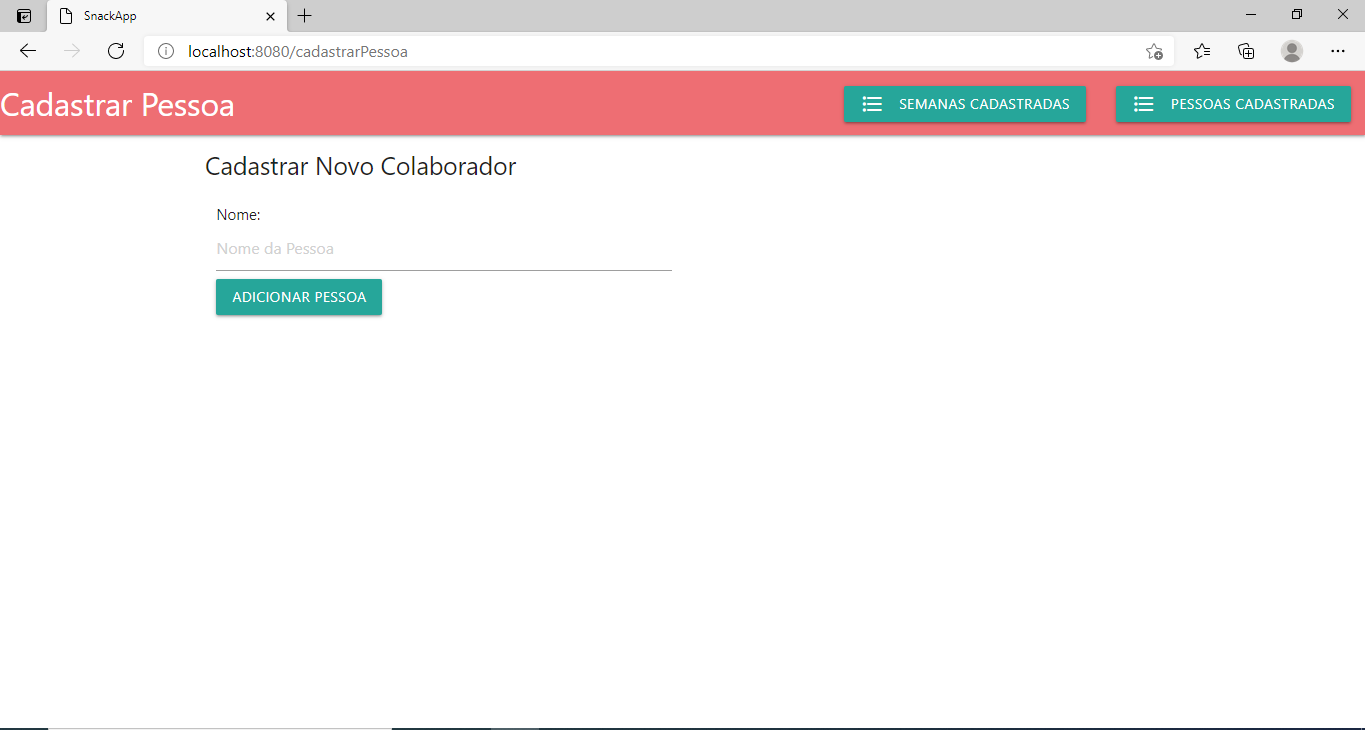 SnackApp
localhost:8080/cadastrarPessoa
Cadastrar Pessoa
SEMANAS CADASTRADAS
PESSOAS CADASTRADAS
Cadastrar Novo Colaborador
Nome:
Nome da Pessoa
ADICIONAR PESSOA